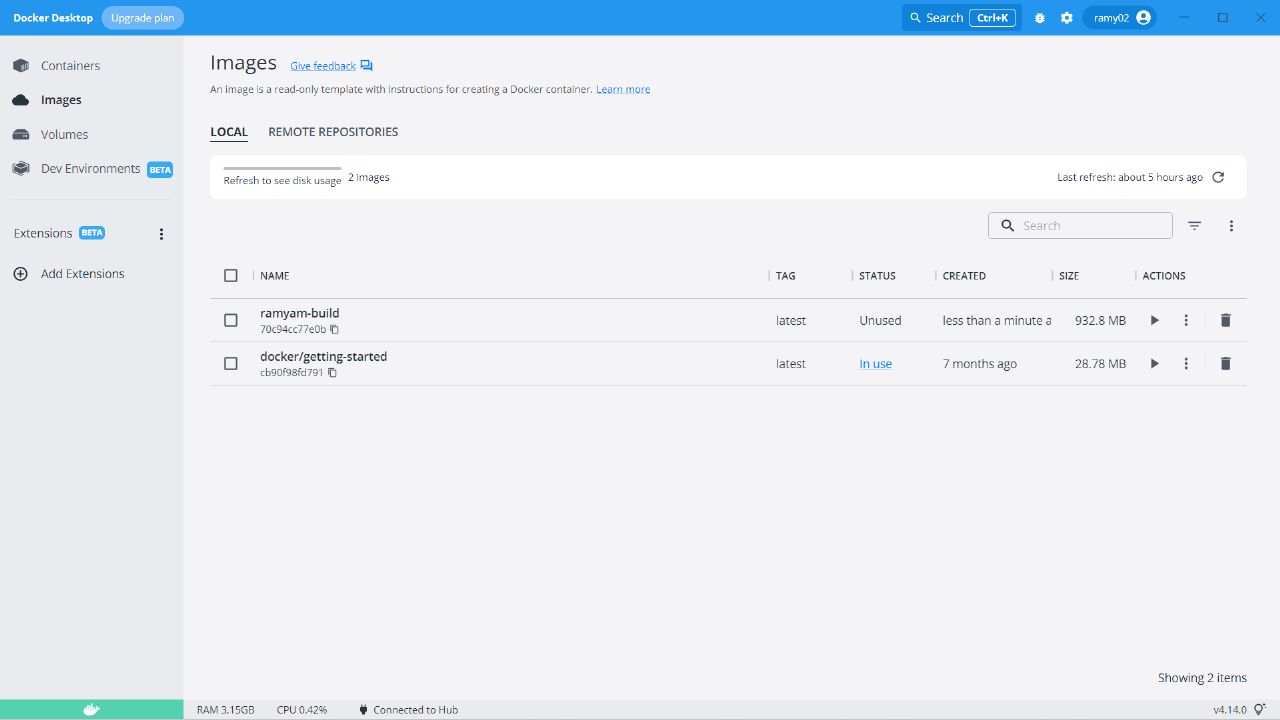 Docker Desktop Upgrade plan Search Ctrl+K ramy02
Containers
Images
Volumes
Dev Environments BETA
Extensions BETA
Add Extensions
Images Give feedback
An image is a read-only template with instructions for creating a Docker container. Learn more
LOCAL REMOTE REPOSITORIES
Refresh to see disk usage 2 images Last refresh: about 5 hours ago
Search
NAME TAG STATUS CREATED SIZE ACTIONS
ramyam-build
70c94cc77e0b
latest Unused less than a minute a 932.8 MB
docker/getting-started
cb90f98fd791
latest In use 7 months ago 28.78 MB
Showing 2 items
RAM 3.15GB CPU 0.42% Connected to Hub v4.14.0